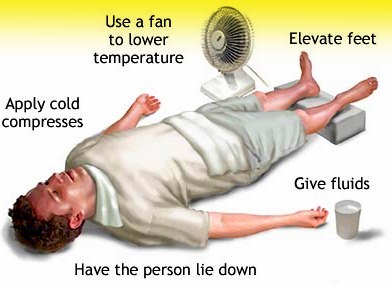 Use a fan
to lower
temperature
Elevate feet
Apply cold
compresses
Give fluids
Have the person lie down